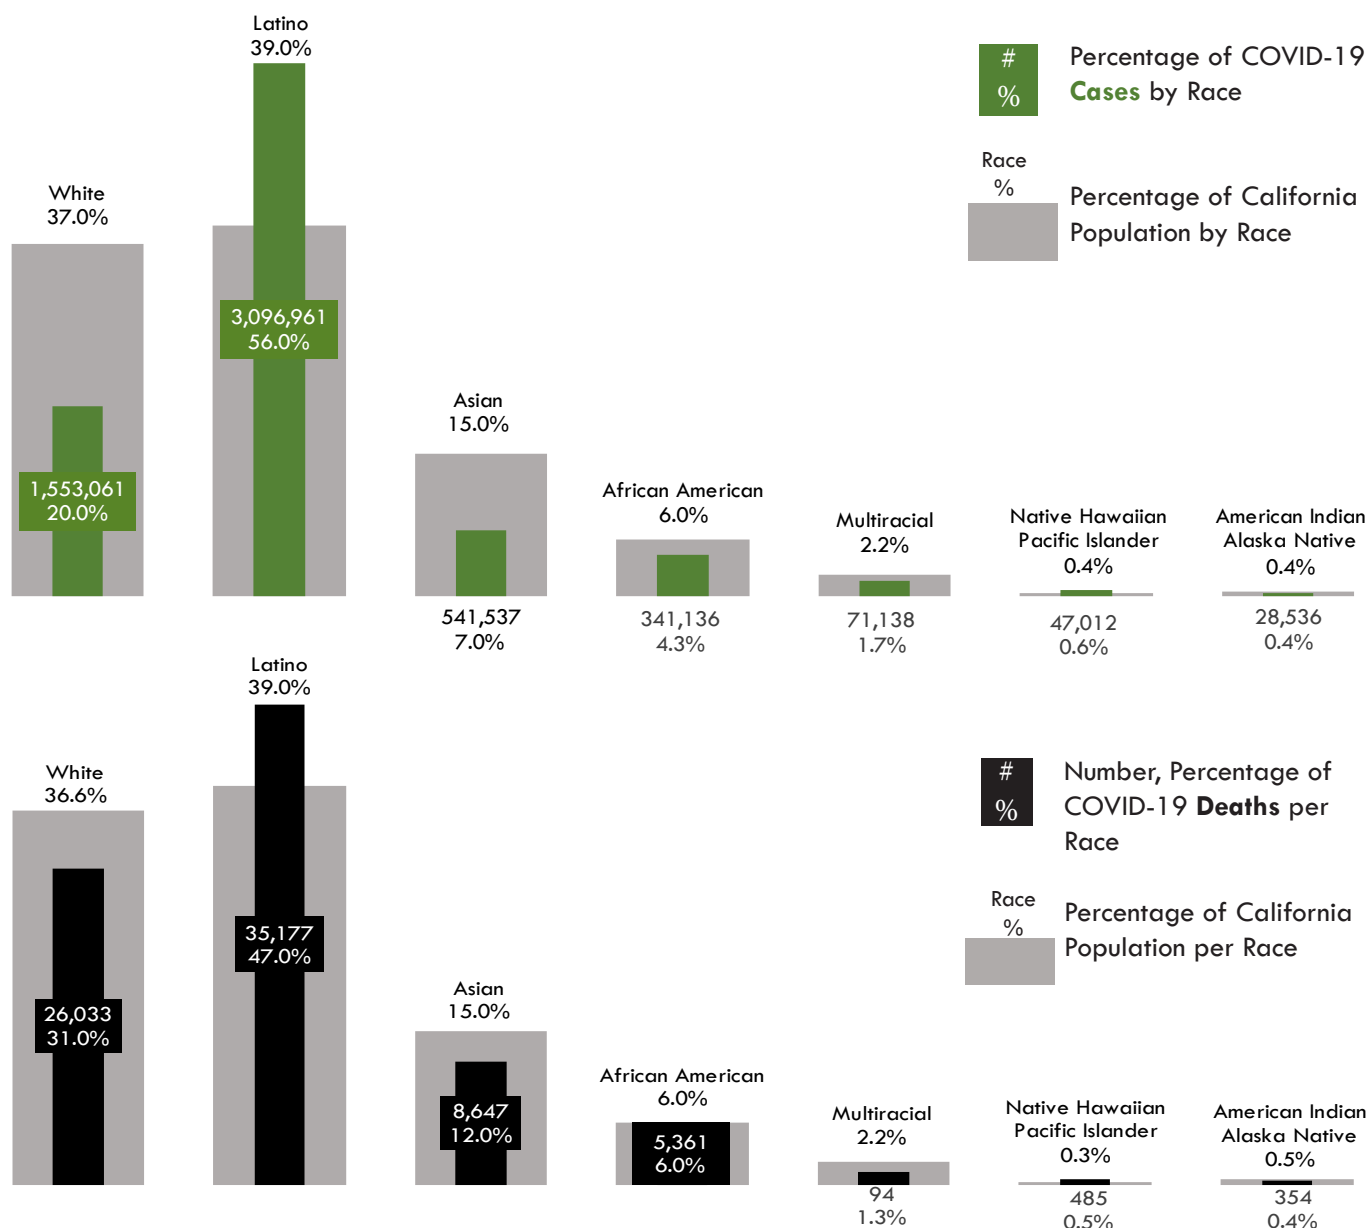 Latino
39.0%
#
%
Percentage of COVID-19
Cases by Race
Race
%
Percentage of California
Population by Race
White
37.0%
3,096,961
56.0%
Asian
15.0%
1,553,061
20.0%
African American
6.0%
Multiracial
2.2%
Native Hawaiian
Pacific Islander
0.4%
American Indian
Alaska Native
0.4%
541,537
7.0%
341,136
4.3%
71,138
1.7%
47,012
0.6%
28,536
0.4%
Latino
39.0%
White
36.6%
#
%
Number, Percentage of
COVID-19 Deaths per
Race
Race
%
Percentage of California
Population per Race
35,177
47.0%
26,033
31.0%
Asian
15.0%
African American
6.0%
8,647
12.0%
5,361
6.0%
Multiracial
2.2%
Native Hawaiian
Pacific Islander
0.3%
American Indian
Alaska Native
0.5%
94
1.3%
485
0.5%
354
0.4%